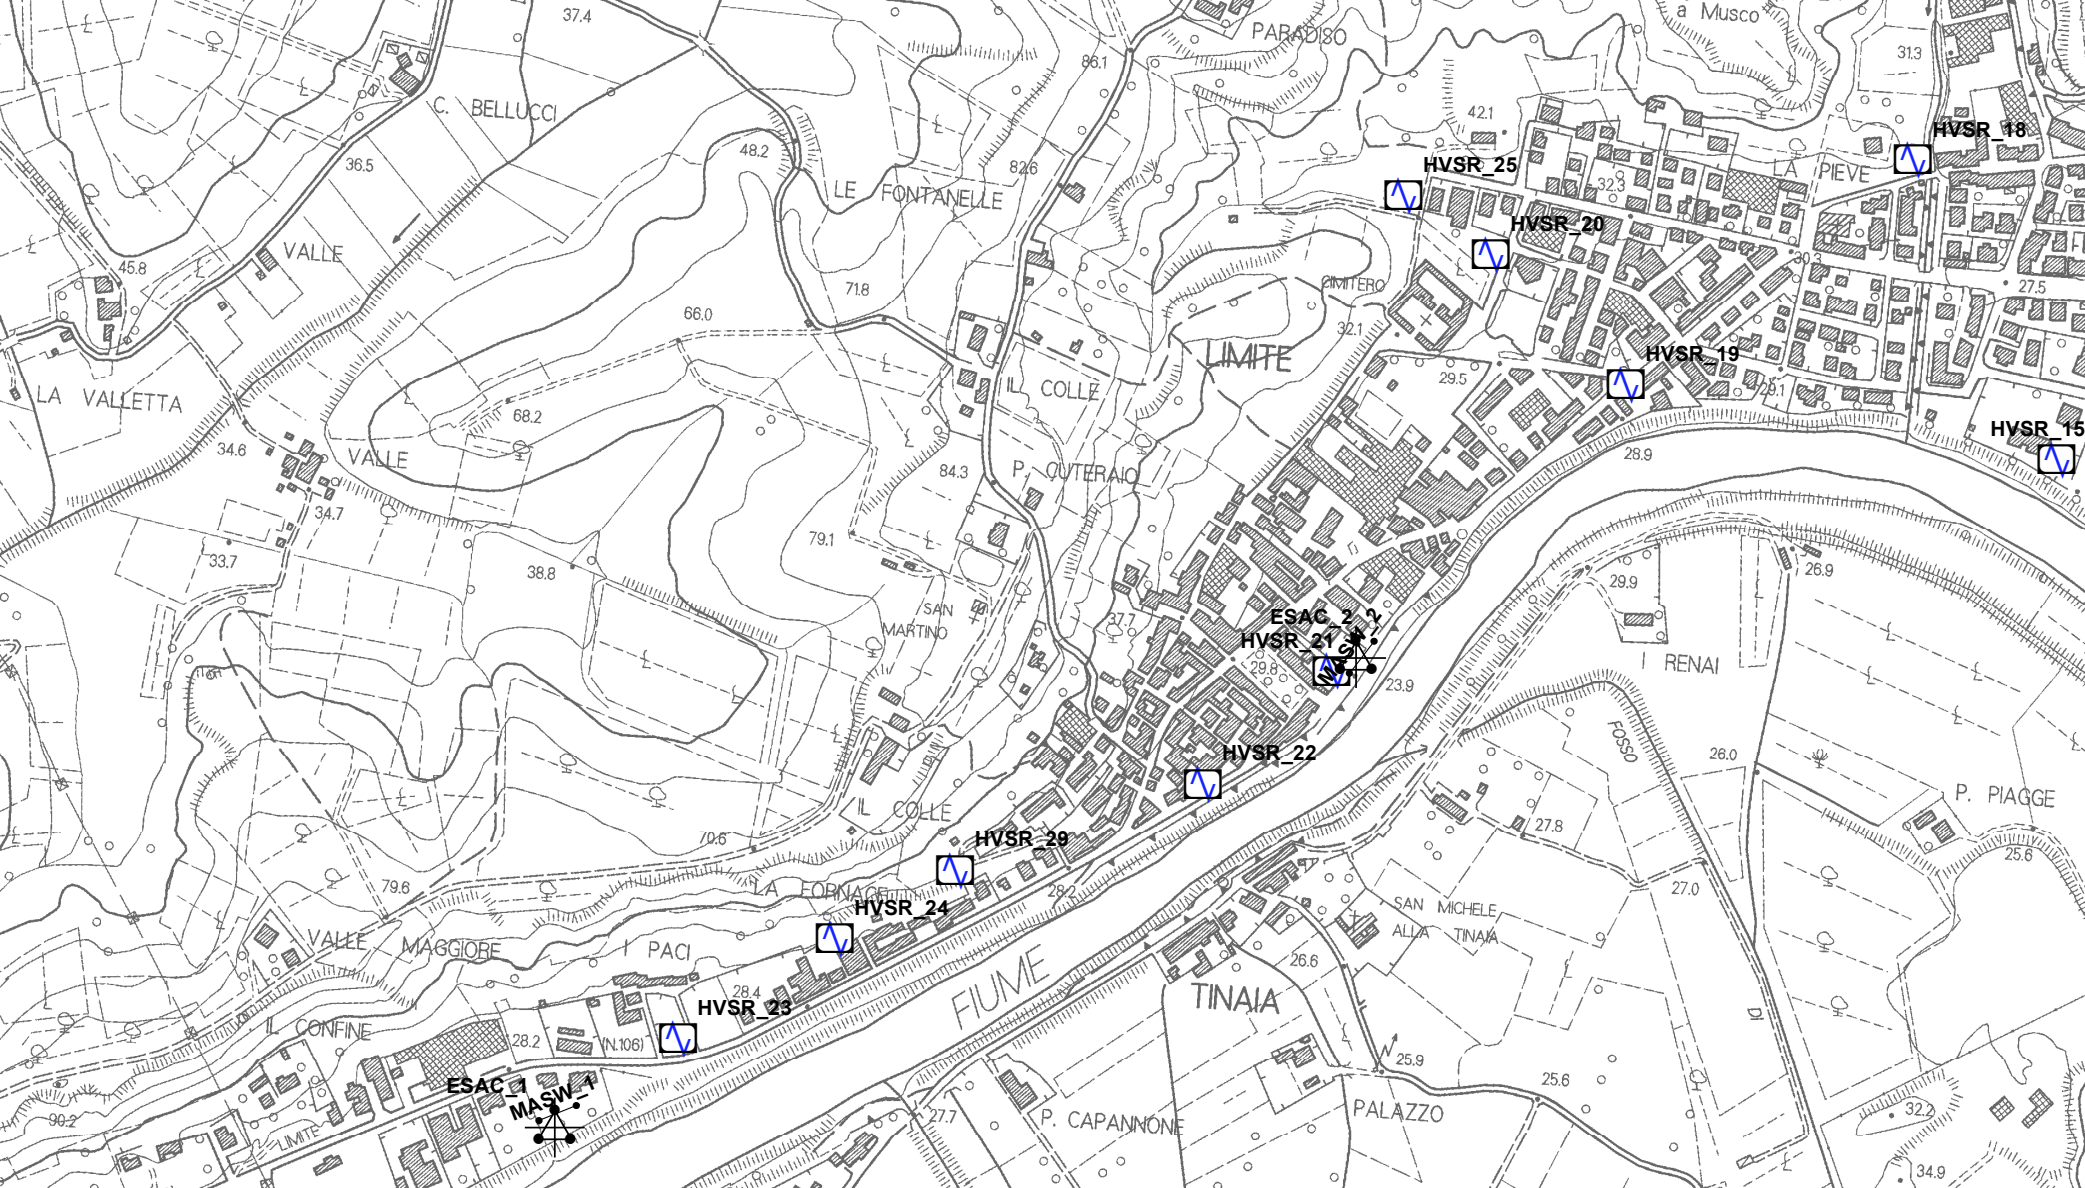 37.4
a Musco
PARADISO
31.3
86.1
C. BELLUCCI
42.1
HVSR_18
48.2
36.5
82.6
HVSR_25
LA PIEVE
32.3
LE FONTANELLE
HVSR_20
VALLE
45.8
30.3
71.8
CIMITERO
27.5
66.0
32.1
LIMITE
HVSR_19
29.5
IL COLLE
29.1
LA VALLETTA
68.2
HVSR_15
34.6
VALLE
84.3
P. CUTERAIO
28.9
34.7
79.1
33.7
38.8
26.9
29.9
SAN
MARTINO
37.7
ESAC_2
MASW_2
HVSR_21
29.8
I RENAI
23.9
FOSSO
26.0
HVSR_22
P. PIAGGE
IL COLLE
27.8
70.6
HVSR_29
25.6
79.6
LA FORNACE
28.2
27.0
HVSR_24
SAN MICHELE
ALLA TINAIA
VALLE MAGGIORE
I PACI
26.6
FIUME
TINAIA
28.4
HVSR_23
DI
IL CONFINE
28.2
(N.106)
N
25.9
ESAC_1
MASW_1
25.6
90.2
LIMITE
27.7
P. CAPANNONE
PALAZZO
32.2
34.9